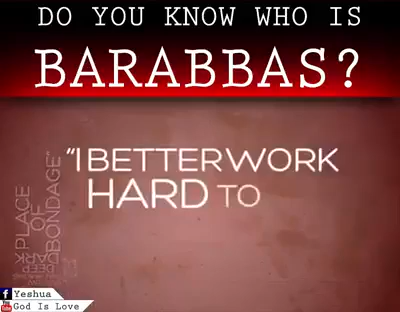 DO YOU KNOW WHO IS
BARABBAS?
"I BETTER WORK
HARD TO
PLACE
OF
BONDAGE"
DARK
DEEP
Yeshua
God Is Love